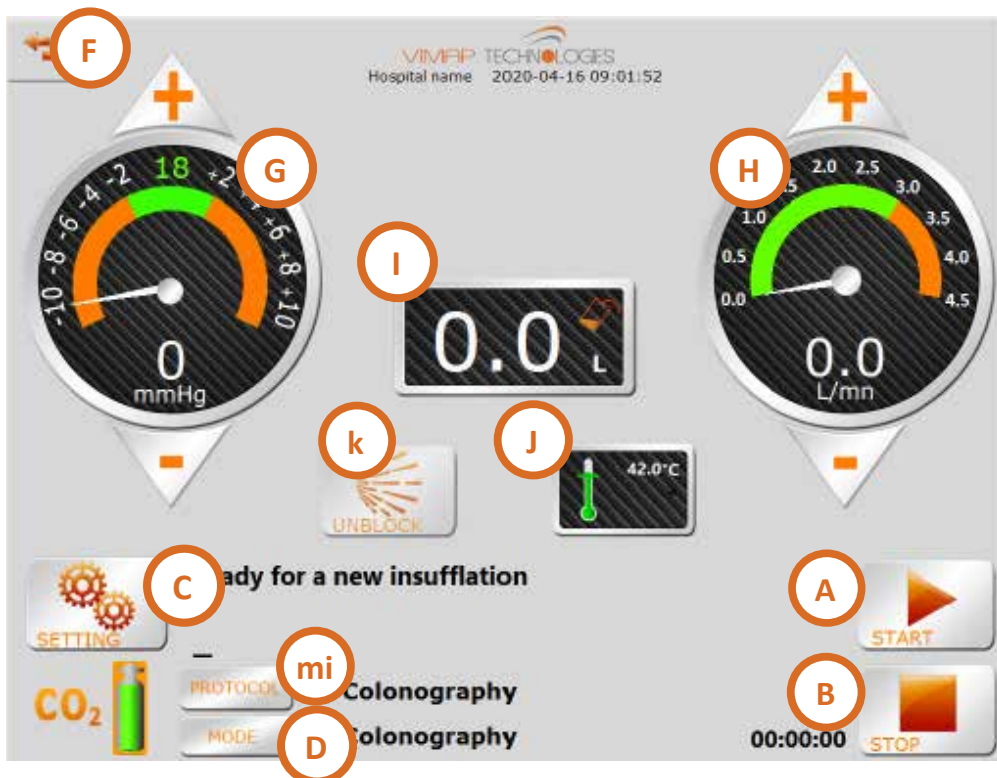 F
VIMAP TECHNOLOGIES
Hospital name 2020-04-16 09:01:52
+
+
G
H
-10 -8 -6 -4 -2 18 +2 +6 +8 +10
0
mmHg
0.0 0.5 1.0 2.0 2.5 3.0 3.5 4.0 4.5
0.0
L/mn
I
0.0 L
-
-
k
UNBLOCK
J
42.0°C
C
SETTING
ady for a new insufflation
A
START
mi
CO2
PROTOCOL
Colonography
D
MODE
Colonography
00:00:00
B
STOP